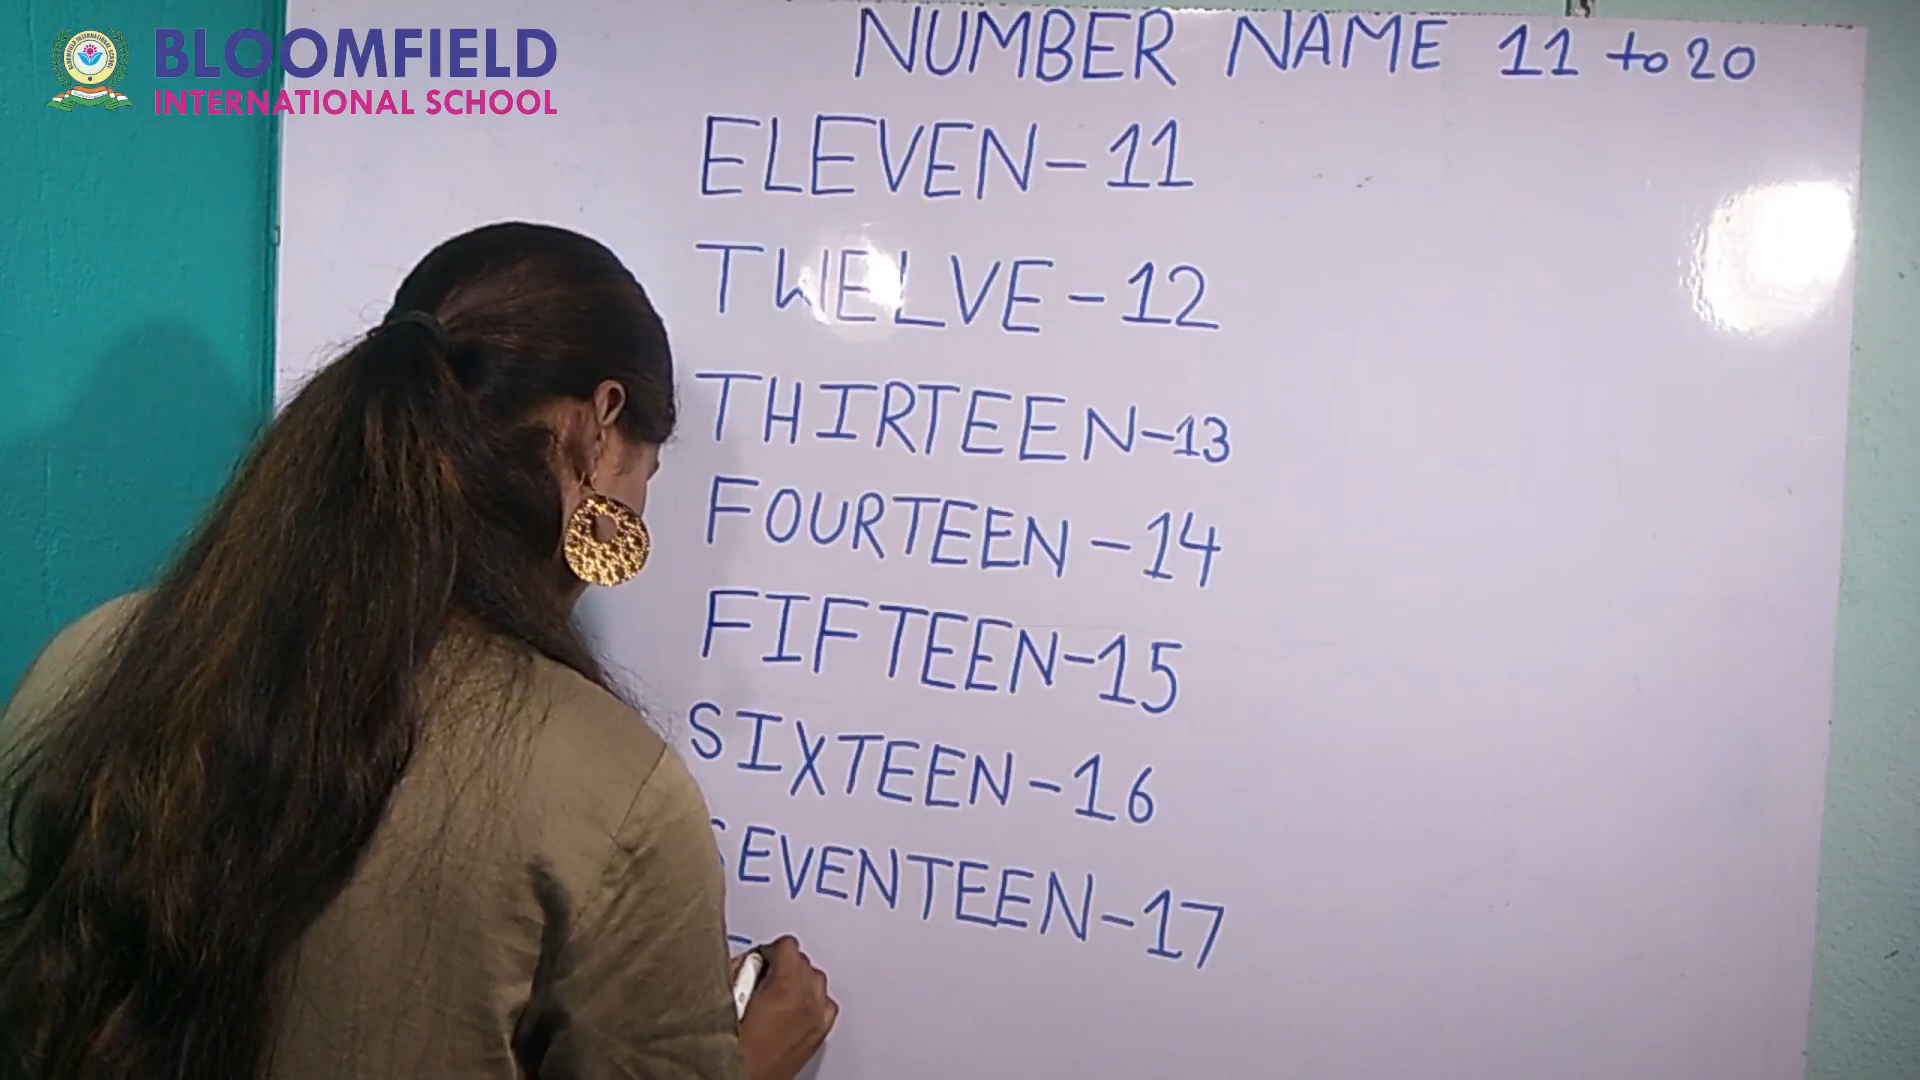 BLOOMFIELD
INTERNATIONAL SCHOOL
NUMBER NAME 11 to 20
ELEVEN-11
TWELVE-12
THIRTEEN-13
FOURTEEN-14
FIFTEEN-15
SIXTEEN-16
SEVENTEEN-17